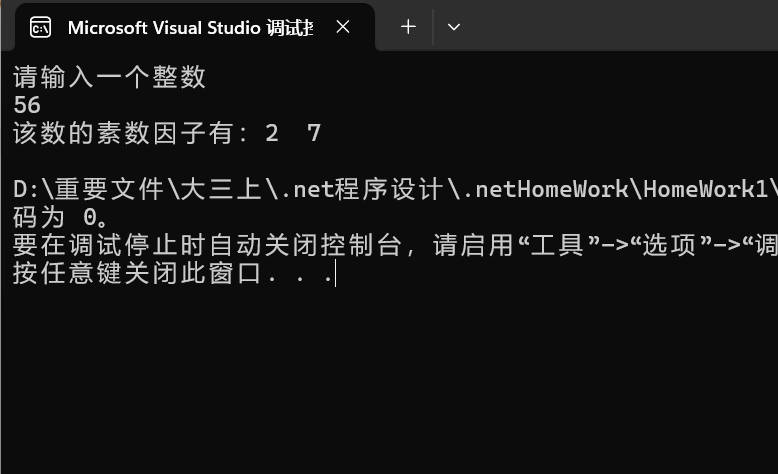 Microsoft Visual Studio 调试
请输入一个整数
56
该数的素数因子有：2 7
D:\重要文件\大三上\.net程序设计\.netHomeWork\HomeWork1\
码为 0。
要在调试停止时自动关闭控制台，请启用“工具”->“选项”->“调
按任意键关闭此窗口. . .